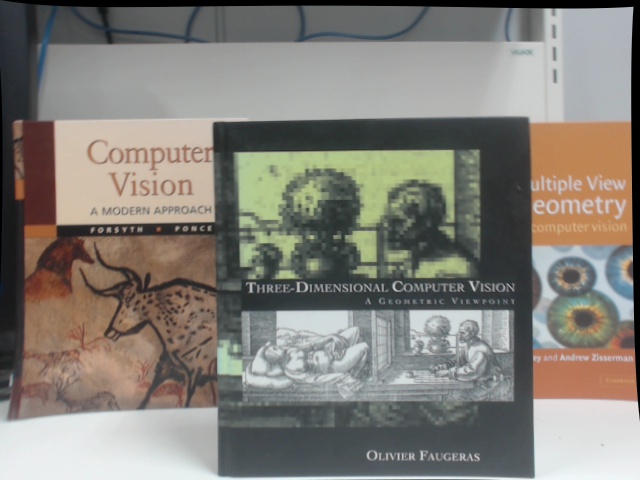 Computer
Vision
A MODERN APPROACH
FORSYTH PONCE
THREE-DIMENSIONAL COMPUTER VISION
A GEOMETRIC VIEWPOINT
OLIVIER FAUGERAS
ultiple View
eometry
computer vision
ey and Andrew Zisserman